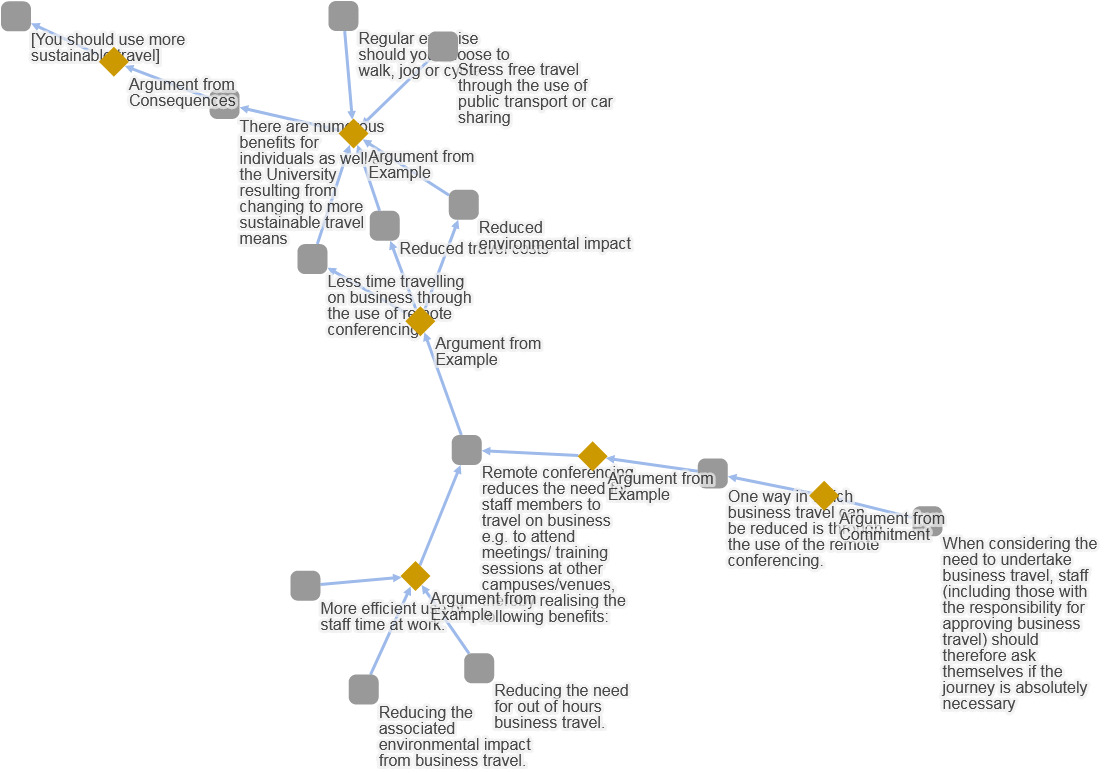 [You should use more
sustainable travel]
Argument from
Consequences
Regular exercise
should you choose to
walk, jog or cycle
Stress free travel
through the use of
public transport or car
sharing
There are numerous
benefits for
individuals as well
the University
resulting from
changing to more
sustainable travel
means
Argument from
Example
Reduced
environmental impact
Reduced travel costs
Less time travelling
on business through
the use of remote
conferencing
Argument from
Example
Remote conferencing
reduces the need
staff members to
travel on business
e.g. to attend
meetings/ training
sessions at other
campuses/venues,
thereby realising the
following benefits:
Argument from
Example
One way in which
business travel can
be reduced is through
the use of the remote
conferencing.
Argument from
Commitment
When considering the
need to undertake
business travel, staff
(including those with
the responsibility for
approving business
travel) should
therefore ask
themselves if the
journey is absolutely
necessary
More efficient
staff time at work.
Argument from
Example
Reducing the need
for out of hours
business travel.
Reducing the
associated
environmental impact
from business travel.